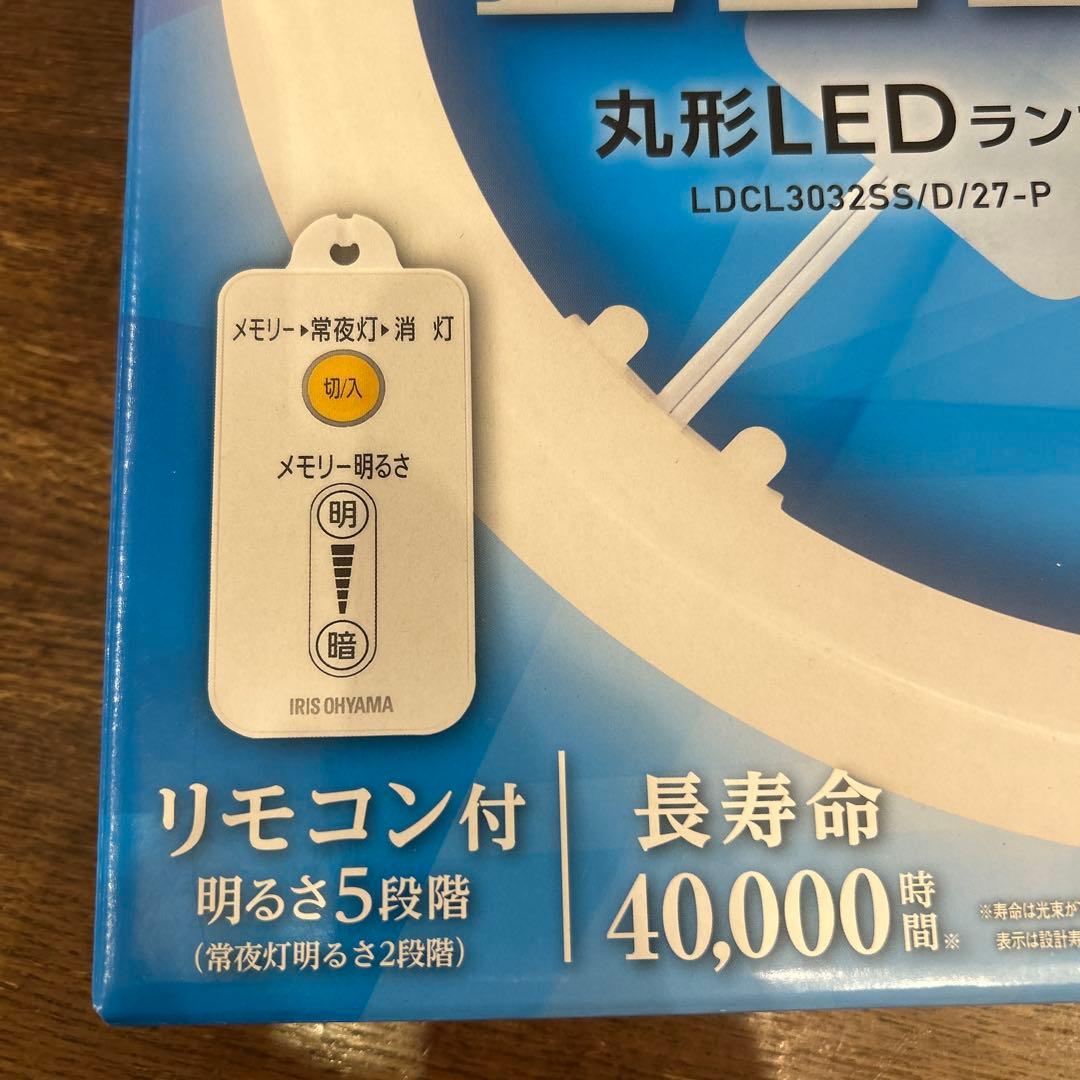 丸形LEDラン
LDCL3032SS/D/27-P
メモリー▶常夜灯▶消 灯
切/入
メモリー明るさ
明
暗
IRIS OHYAMA
リモコン付
明るさ5段階
(常夜灯明るさ2段階)
長寿命
40,000時間※
※寿命は光束が
表示は設計寿